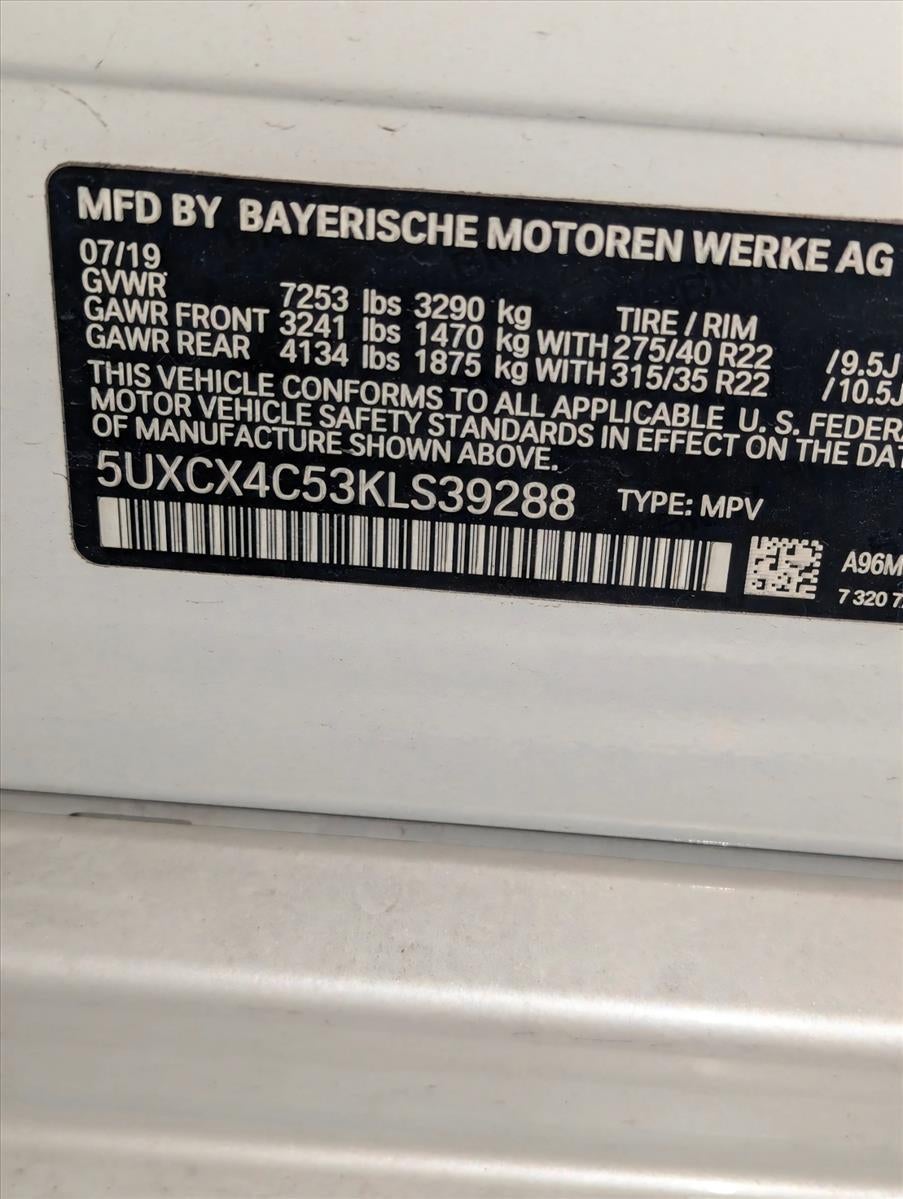 MFD BY BAYERISCHE MOTOREN WERKE AG
07/19
GVWR 7253 lbs 3290 kg TIRE / RIM
GAWR FRONT 3241 lbs 1470 kg WITH 275/40 R22 /9.5J
GAWR REAR 4134 lbs 1875 kg WITH 315/35 R22 /10.5J
THIS VEHICLE CONFORMS TO ALL APPLICABLE U. S. FEDER
MOTOR VEHICLE SAFETY STANDARDS IN EFFECT ON THE DAT
OF MANUFACTURE SHOWN ABOVE.
5UXCX4C53KLS39288 TYPE: MPV
A96M
7 320 7